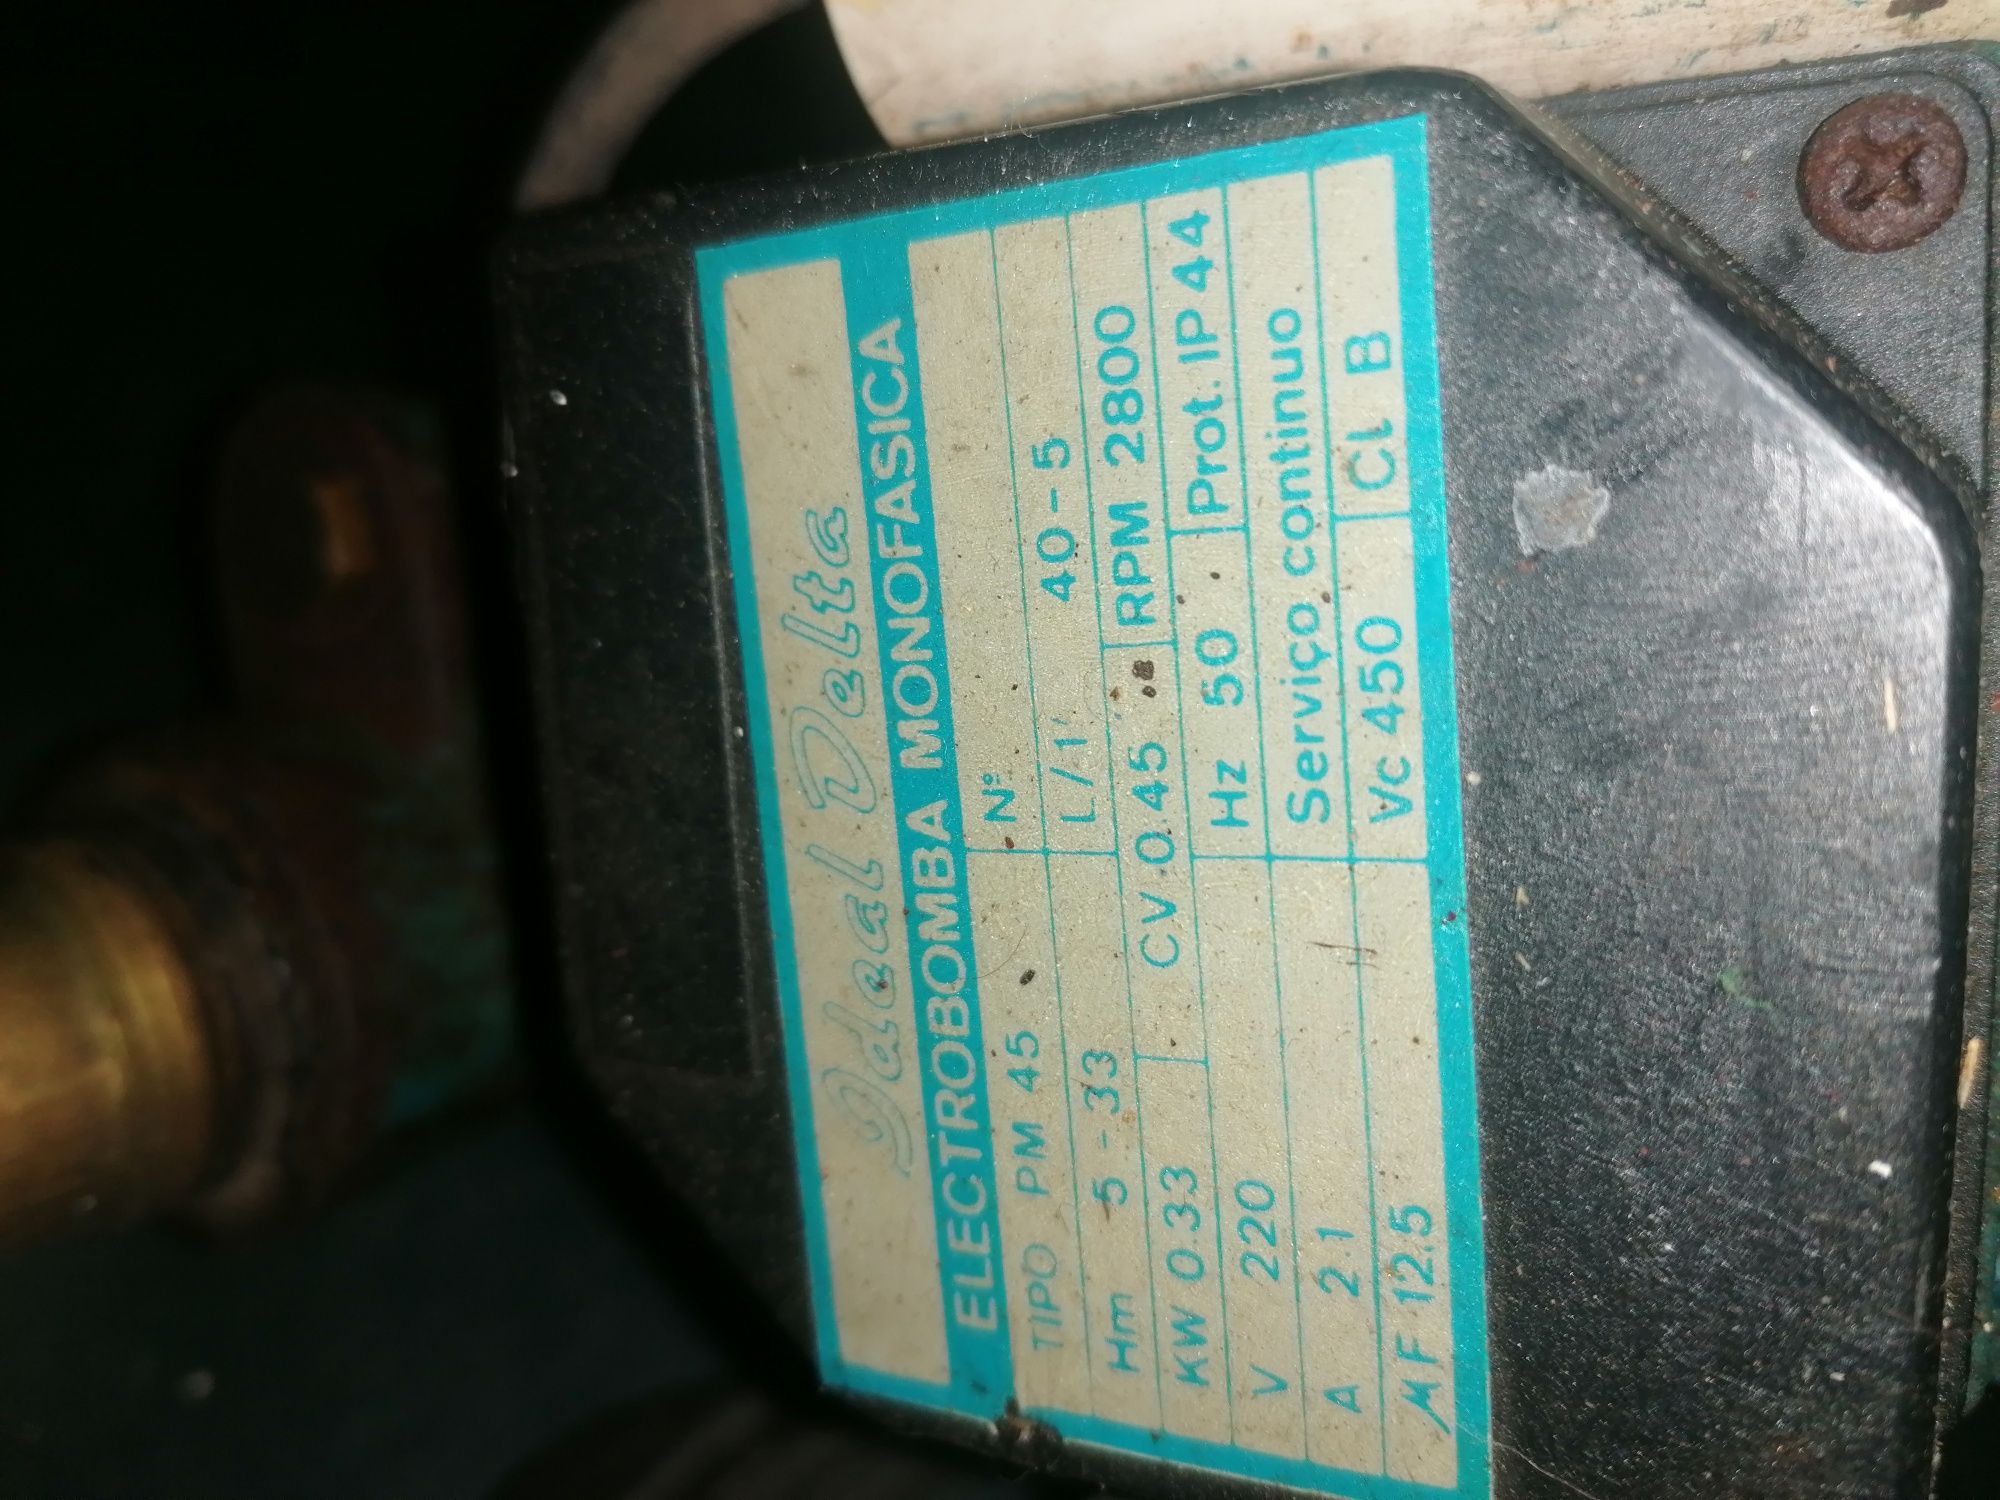 Ideal Delta
ELECTROBOMBA MONOFASICA
TIPO PM 45 Nº
Hm 5-33 L/1' 40-5
KW 0.33 CV 0.45 RPM 2800
V 220 Hz 50 Prot. IP 44
A 2.1 Serviço continuo
µF 12.5 Vc 450 Cl B